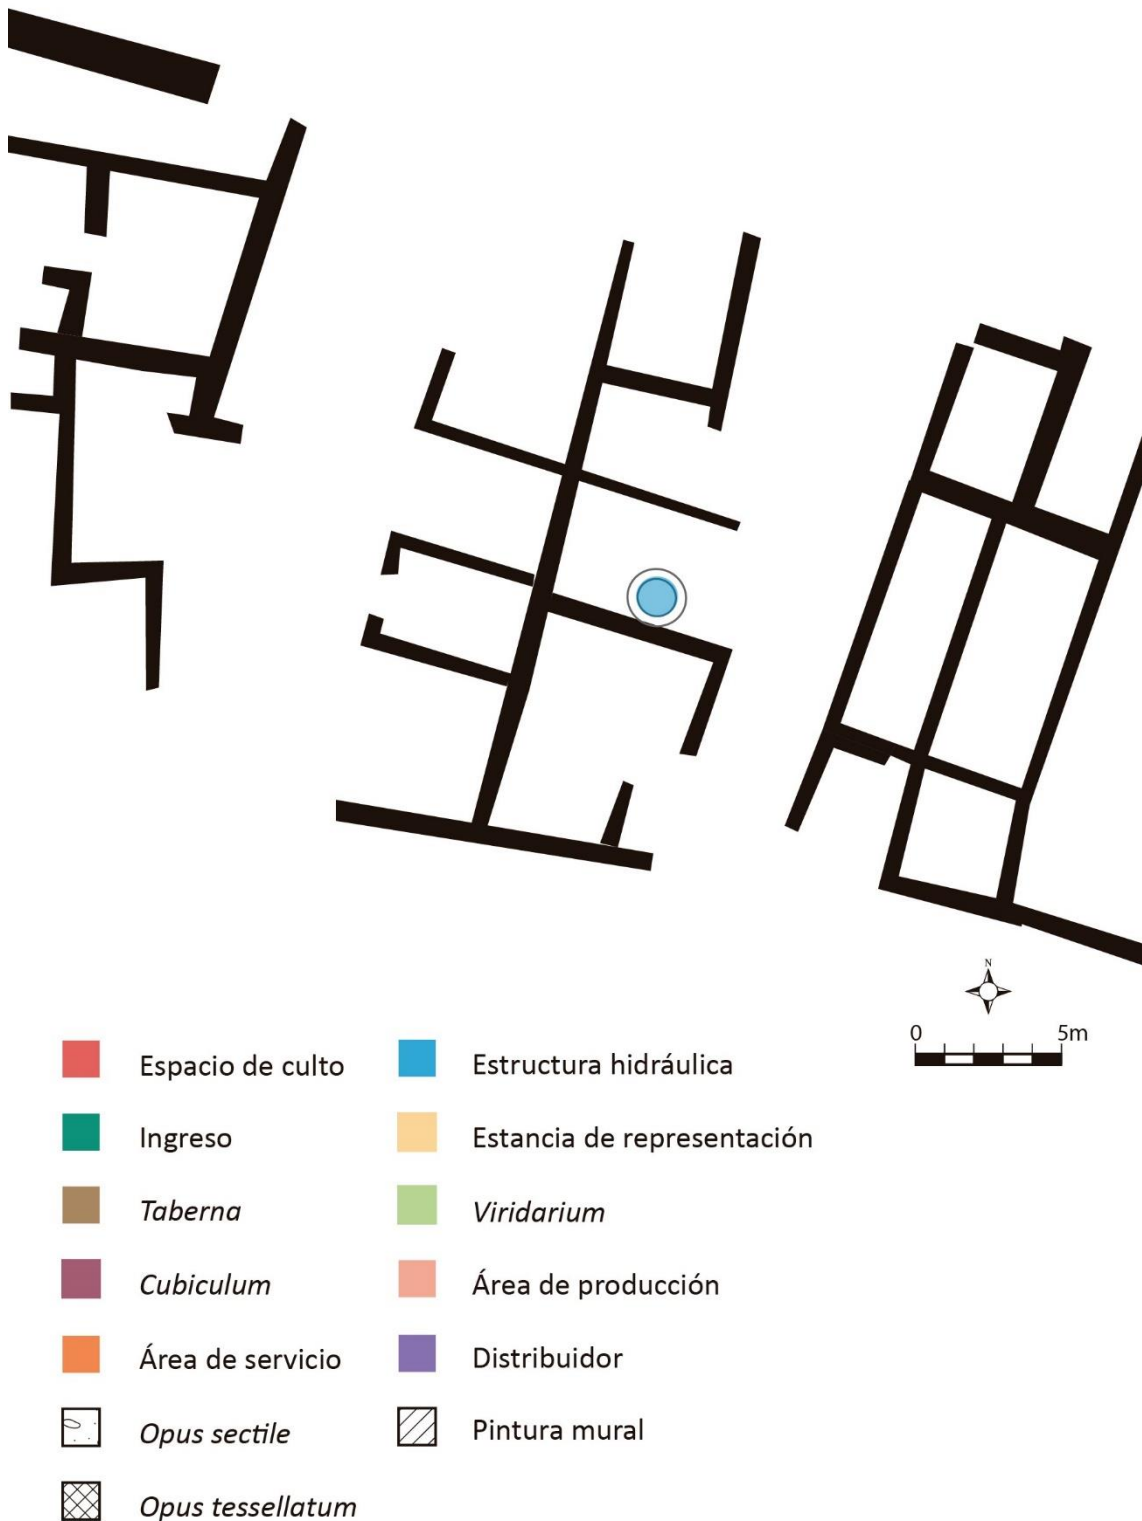 N
0 5m
Espacio de culto
Estructura hidráulica
Ingreso
Estancia de representación
Taberna
Viridarium
Cubiculum
Área de producción
Área de servicio
Distribuidor
Opus sectile
Pintura mural
Opus tessellatum